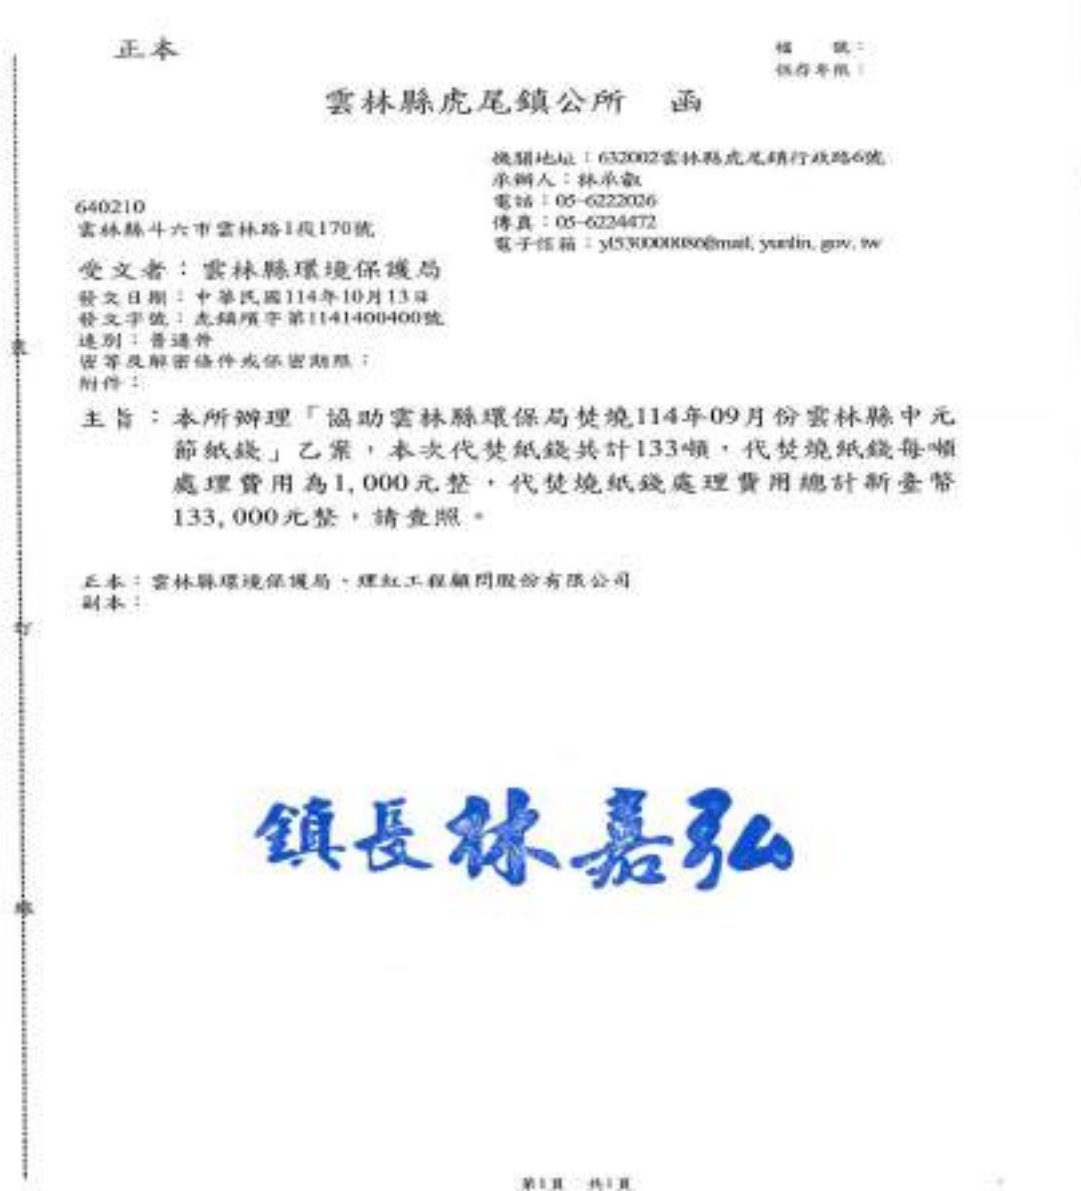 正本
檔　　號：
保存年限：
雲林縣虎尾鎮公所　函
機關地址：632002雲林縣虎尾鎮行政路6號
承辦人：林承叡
電話：05-6222026
傳真：05-6224472
電子信箱：yl530000086@mail.yunlin.gov.tw
640210
雲林縣斗六市雲林路1段170號
受文者：雲林縣環境保護局
發文日期：中華民國114年10月13日
發文字號：虎鎮殯字第1141400400號
速別：普通件
密等及解密條件或保密期限：
附件：
主旨：本所辦理「協助雲林縣環保局焚燒114年09月份雲林縣中元
節紙錢」乙案，本次代焚紙錢共計133噸，代焚燒紙錢每噸
處理費用為1,000元整，代焚燒紙錢處理費用總計新臺幣
133,000元整，請查照。
正本：雲林縣環境保護局、理虹工程顧問股份有限公司
副本：
裝
訂
線
鎮長林嘉弘
第1頁　共1頁